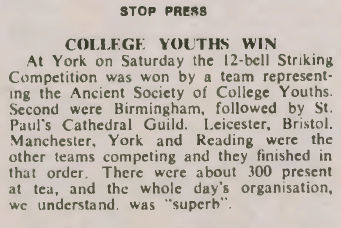 STOP PRESS
COLLEGE YOUTHS WIN
At York on Saturday the 12-bell Striking
Competition was won by a team represent-
ing the Ancient Society of College Youths.
Second were Birmingham, followed by St.
Paul's Cathedral Guild. Leicester, Bristol.
Manchester, York and Reading were the
other teams competing and they finished in
that order. There were about 300 present
at tea, and the whole day's organisation,
we understand. was "superb".